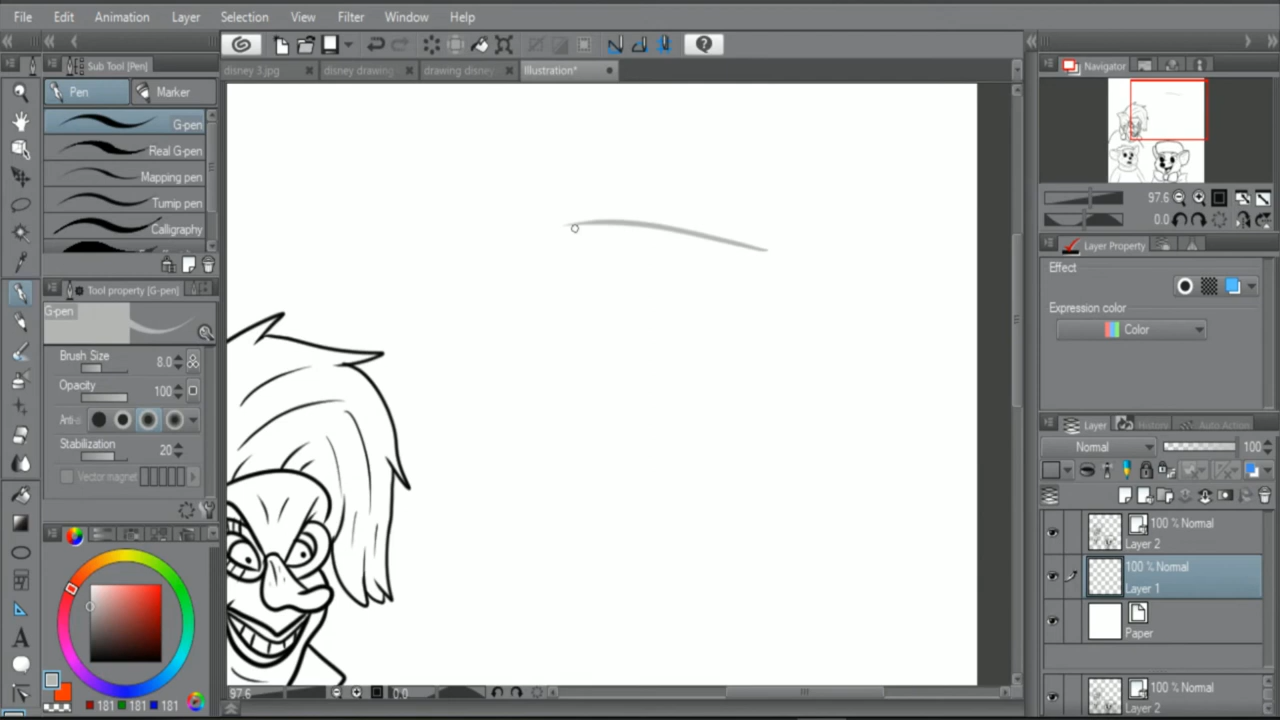 File Edit Animation Layer Selection View Filter Window Help
disney 3.jpg disney drawing drawing disney Illustration*
Sub Tool [Pen]
Pen Marker
G-pen
Real G-pen
Mapping pen
Turnip pen
Calligraphy
Tool property [G-pen]
G-pen
Brush Size 8.0
Opacity 100
Anti-
Stabilization 20
Vector magnet
181 181 181
97.6 0.0
Navigator
97.6
0.0
Layer Property
Effect
Expression color
Color
Layer History Auto Action
Normal 100
100 % Normal
Layer 2
100 % Normal
Layer 1
Paper
100 % Normal
Layer 2